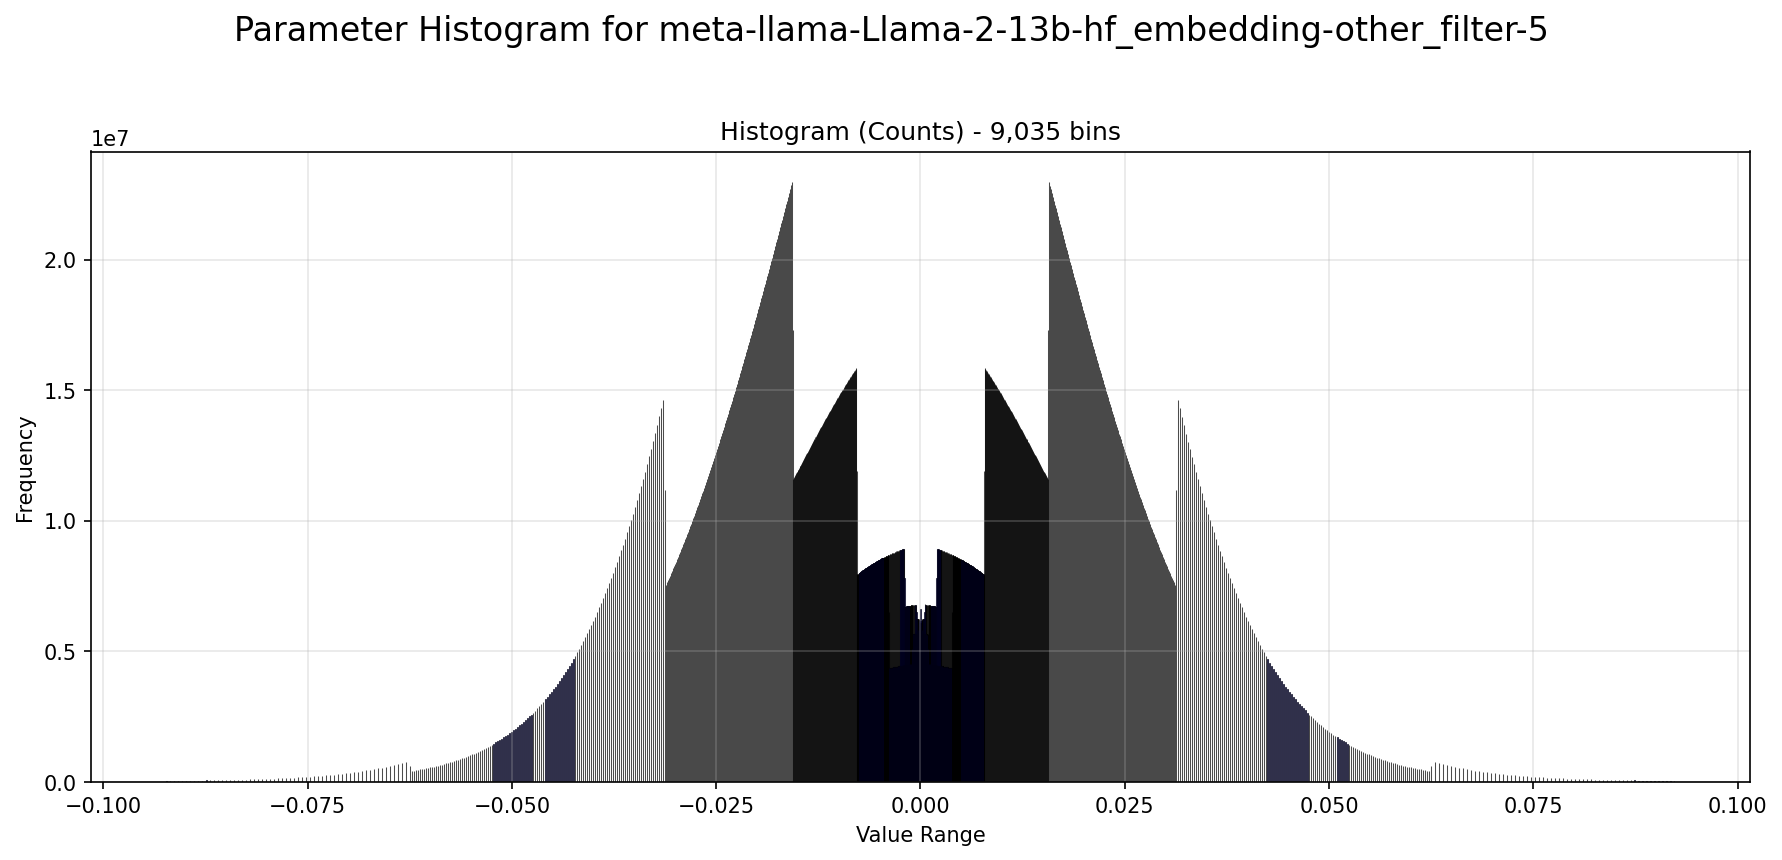 Parameter Histogram for meta-llama-Llama-2-13b-hf_embedding-other_filter-5
Histogram (Counts) - 9,035 bins
1e7
2.0
1.5
1.0
0.5
0.0
Frequency
−0.100 −0.075 −0.050 −0.025 0.000 0.025 0.050 0.075 0.100
Value Range